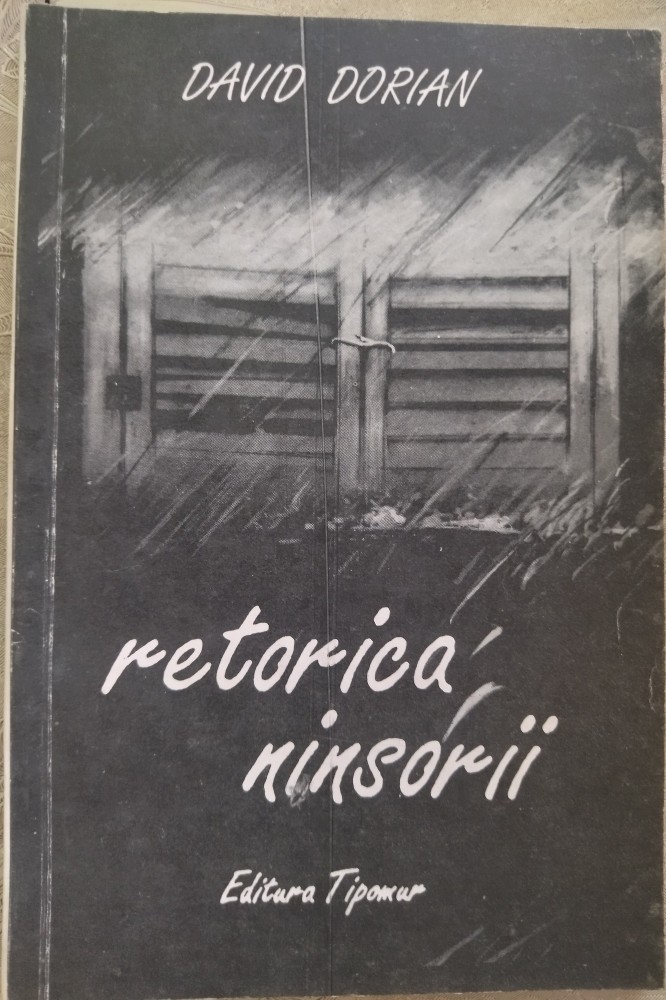 DAVID DORIAN
retorica
ninsorii
Editura Tipomur